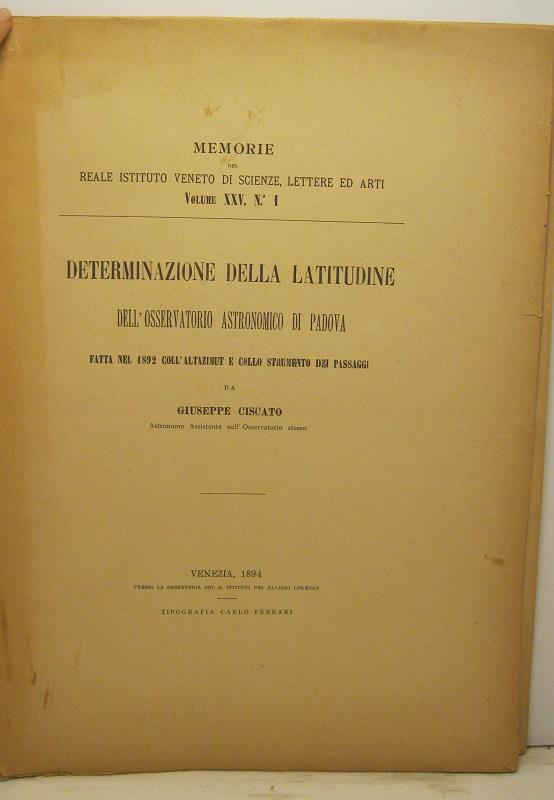 MEMORIE
DEL
REALE ISTITUTO VENETO DI SCIENZE, LETTERE ED ARTI
VOLUME XXV, N.° 1
DETERMINAZIONE DELLA LATITUDINE
DELL'OSSERVATORIO ASTRONOMICO DI PADOVA
FATTA NEL 1892 COLL'ALTAZIMUT E COLLO STRUMENTO DEI PASSAGGI
DA
GIUSEPPE CISCATO
Astronomo Assistente nell'Osservatorio stesso
VENEZIA, 1894
PRESSO LA SEGRETERIA DEL R. ISTITUTO NEL PALAZZO LOREDAN
TIPOGRAFIA CARLO FERRARI